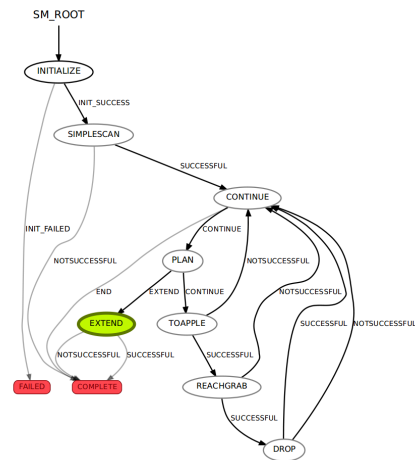 SM_ROOT
INITIALIZE
INIT_SUCCESS
SIMPLESCAN
SUCCESSFUL
CONTINUE
INIT_FAILED
CONTINUE
NOTSUCCESSFUL
PLAN
NOTSUCCESSFUL
END
EXTEND
CONTINUE
NOTSUCCESSFUL
EXTEND
TOAPPLE
SUCCESSFUL
NOTSUCCESSFUL
NOTSUCCESSFUL
SUCCESSFUL
SUCCESSFUL
FAILED
COMPLETE
REACHGRAB
SUCCESSFUL
DROP